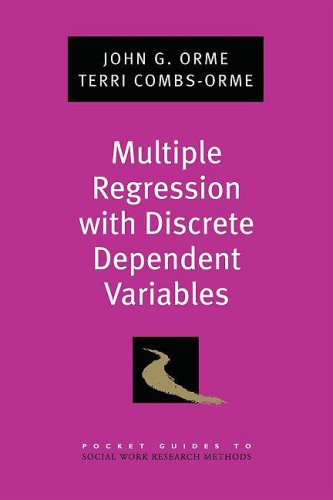 JOHN G. ORME
TERRI COMBS-ORME
Multiple
Regression
with Discrete
Dependent
Variables
POCKET GUIDES TO
SOCIAL WORK RESEARCH METHODS